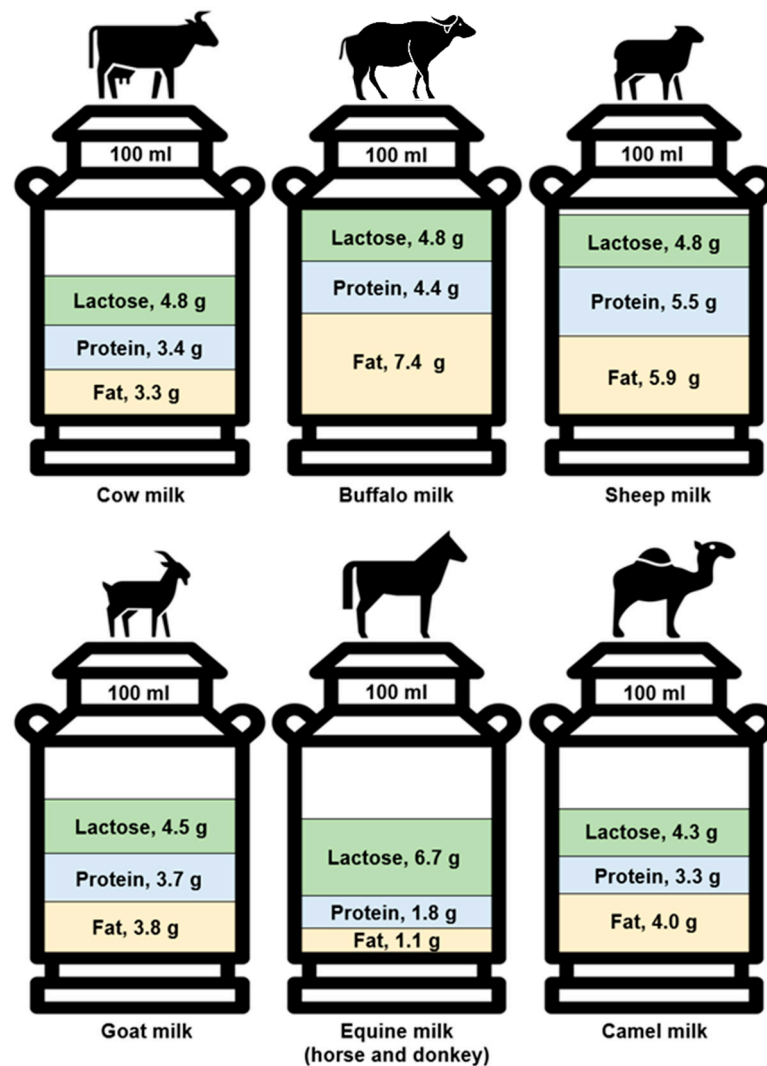 100 ml
Lactose, 4.8 g
Protein, 3.4 g
Fat, 3.3 g
Cow milk
100 ml
Lactose, 4.8 g
Protein, 4.4 g
Fat, 7.4 g
Buffalo milk
100 ml
Lactose, 4.8 g
Protein, 5.5 g
Fat, 5.9 g
Sheep milk
100 ml
Lactose, 4.5 g
Protein, 3.7 g
Fat, 3.8 g
Goat milk
100 ml
Lactose, 6.7 g
Protein, 1.8 g
Fat, 1.1 g
Equine milk
(horse and donkey)
100 ml
Lactose, 4.3 g
Protein, 3.3 g
Fat, 4.0 g
Camel milk